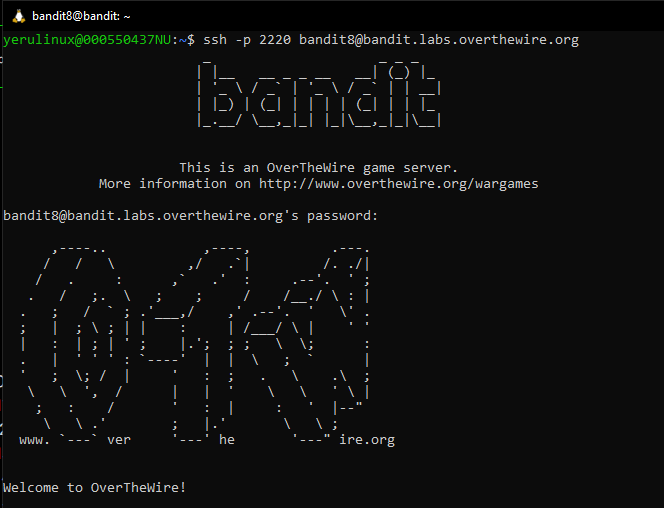 bandit8@bandit: ~
yerulinux@000550437NU:~$ ssh -p 2220 bandit8@bandit.labs.overthewire.org
bandit
This is an OverTheWire game server.
More information on http://www.overthewire.org/wargames
bandit8@bandit.labs.overthewire.org's password:
www. ver he ire.org
Welcome to OverTheWire!